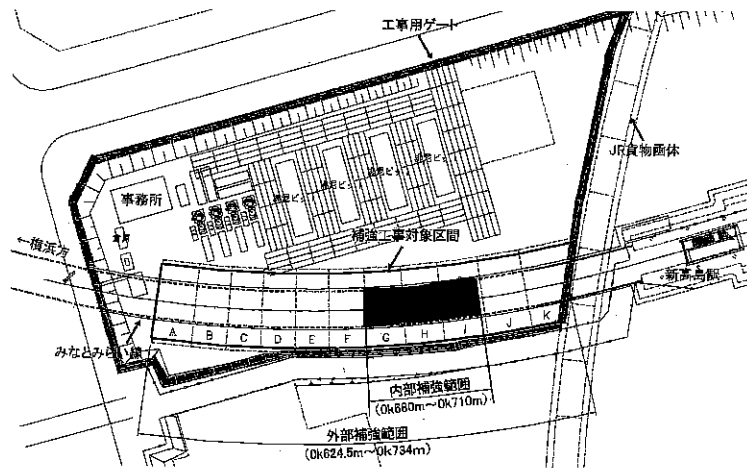 工事用ゲート
JR貨物函体
事務所
補強工事対象区間
←横浜方
新高島駅
みなとみらい線
A B C D E F G H I J K
内部補強範囲
(0k660m～0k710m)
外部補強範囲
(0k624.5m～0k734m)